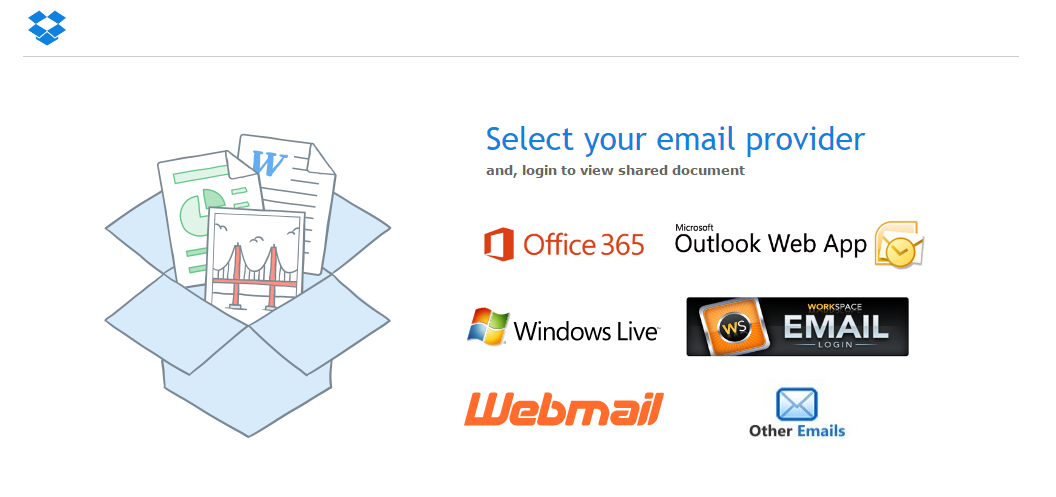 Select your email provider
and, login to view shared document
W
Office 365
Microsoft
Outlook Web App
Windows Live™
WORKSPACE
WS
EMAIL
LOGIN
Webmail
Other Emails